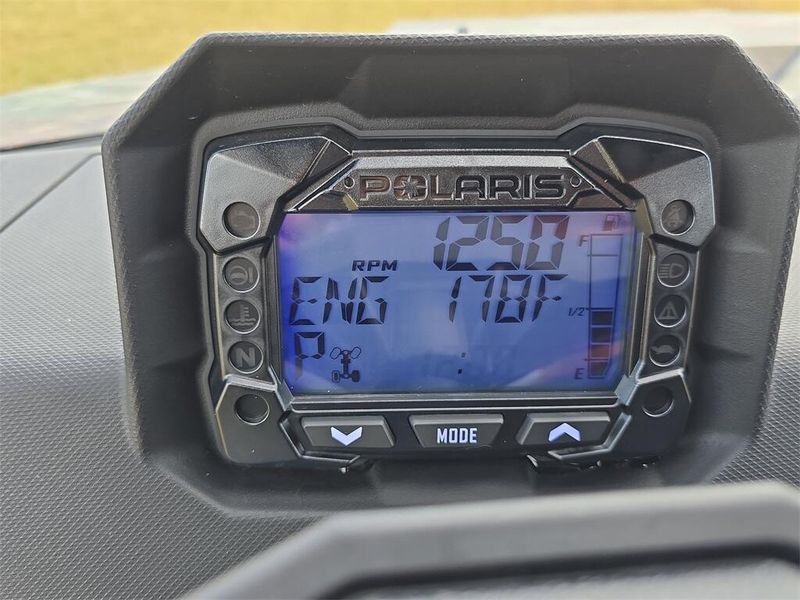 POLARIS
RPM 1250 F
ENG 178F
1/2
P
E
N
MODE